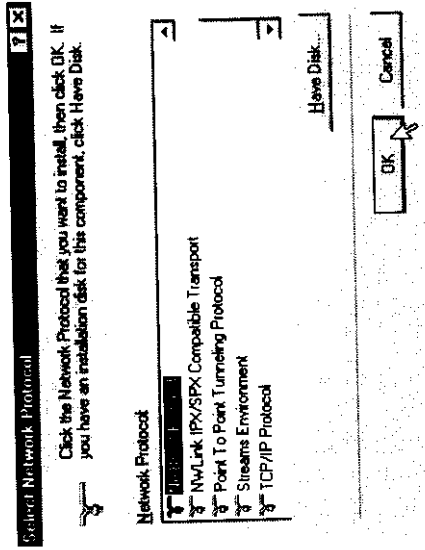 Select Network Protocol
Click the Network Protocol that you want to install, then click OK. If
you have an installation disk for this component, click Have Disk.
Network Protocol
NWLink IPX/SPX Compatible Transport
Point To Point Tunneling Protocol
Streams Environment
TCP/IP Protocol
Have Disk...
OK
Cancel